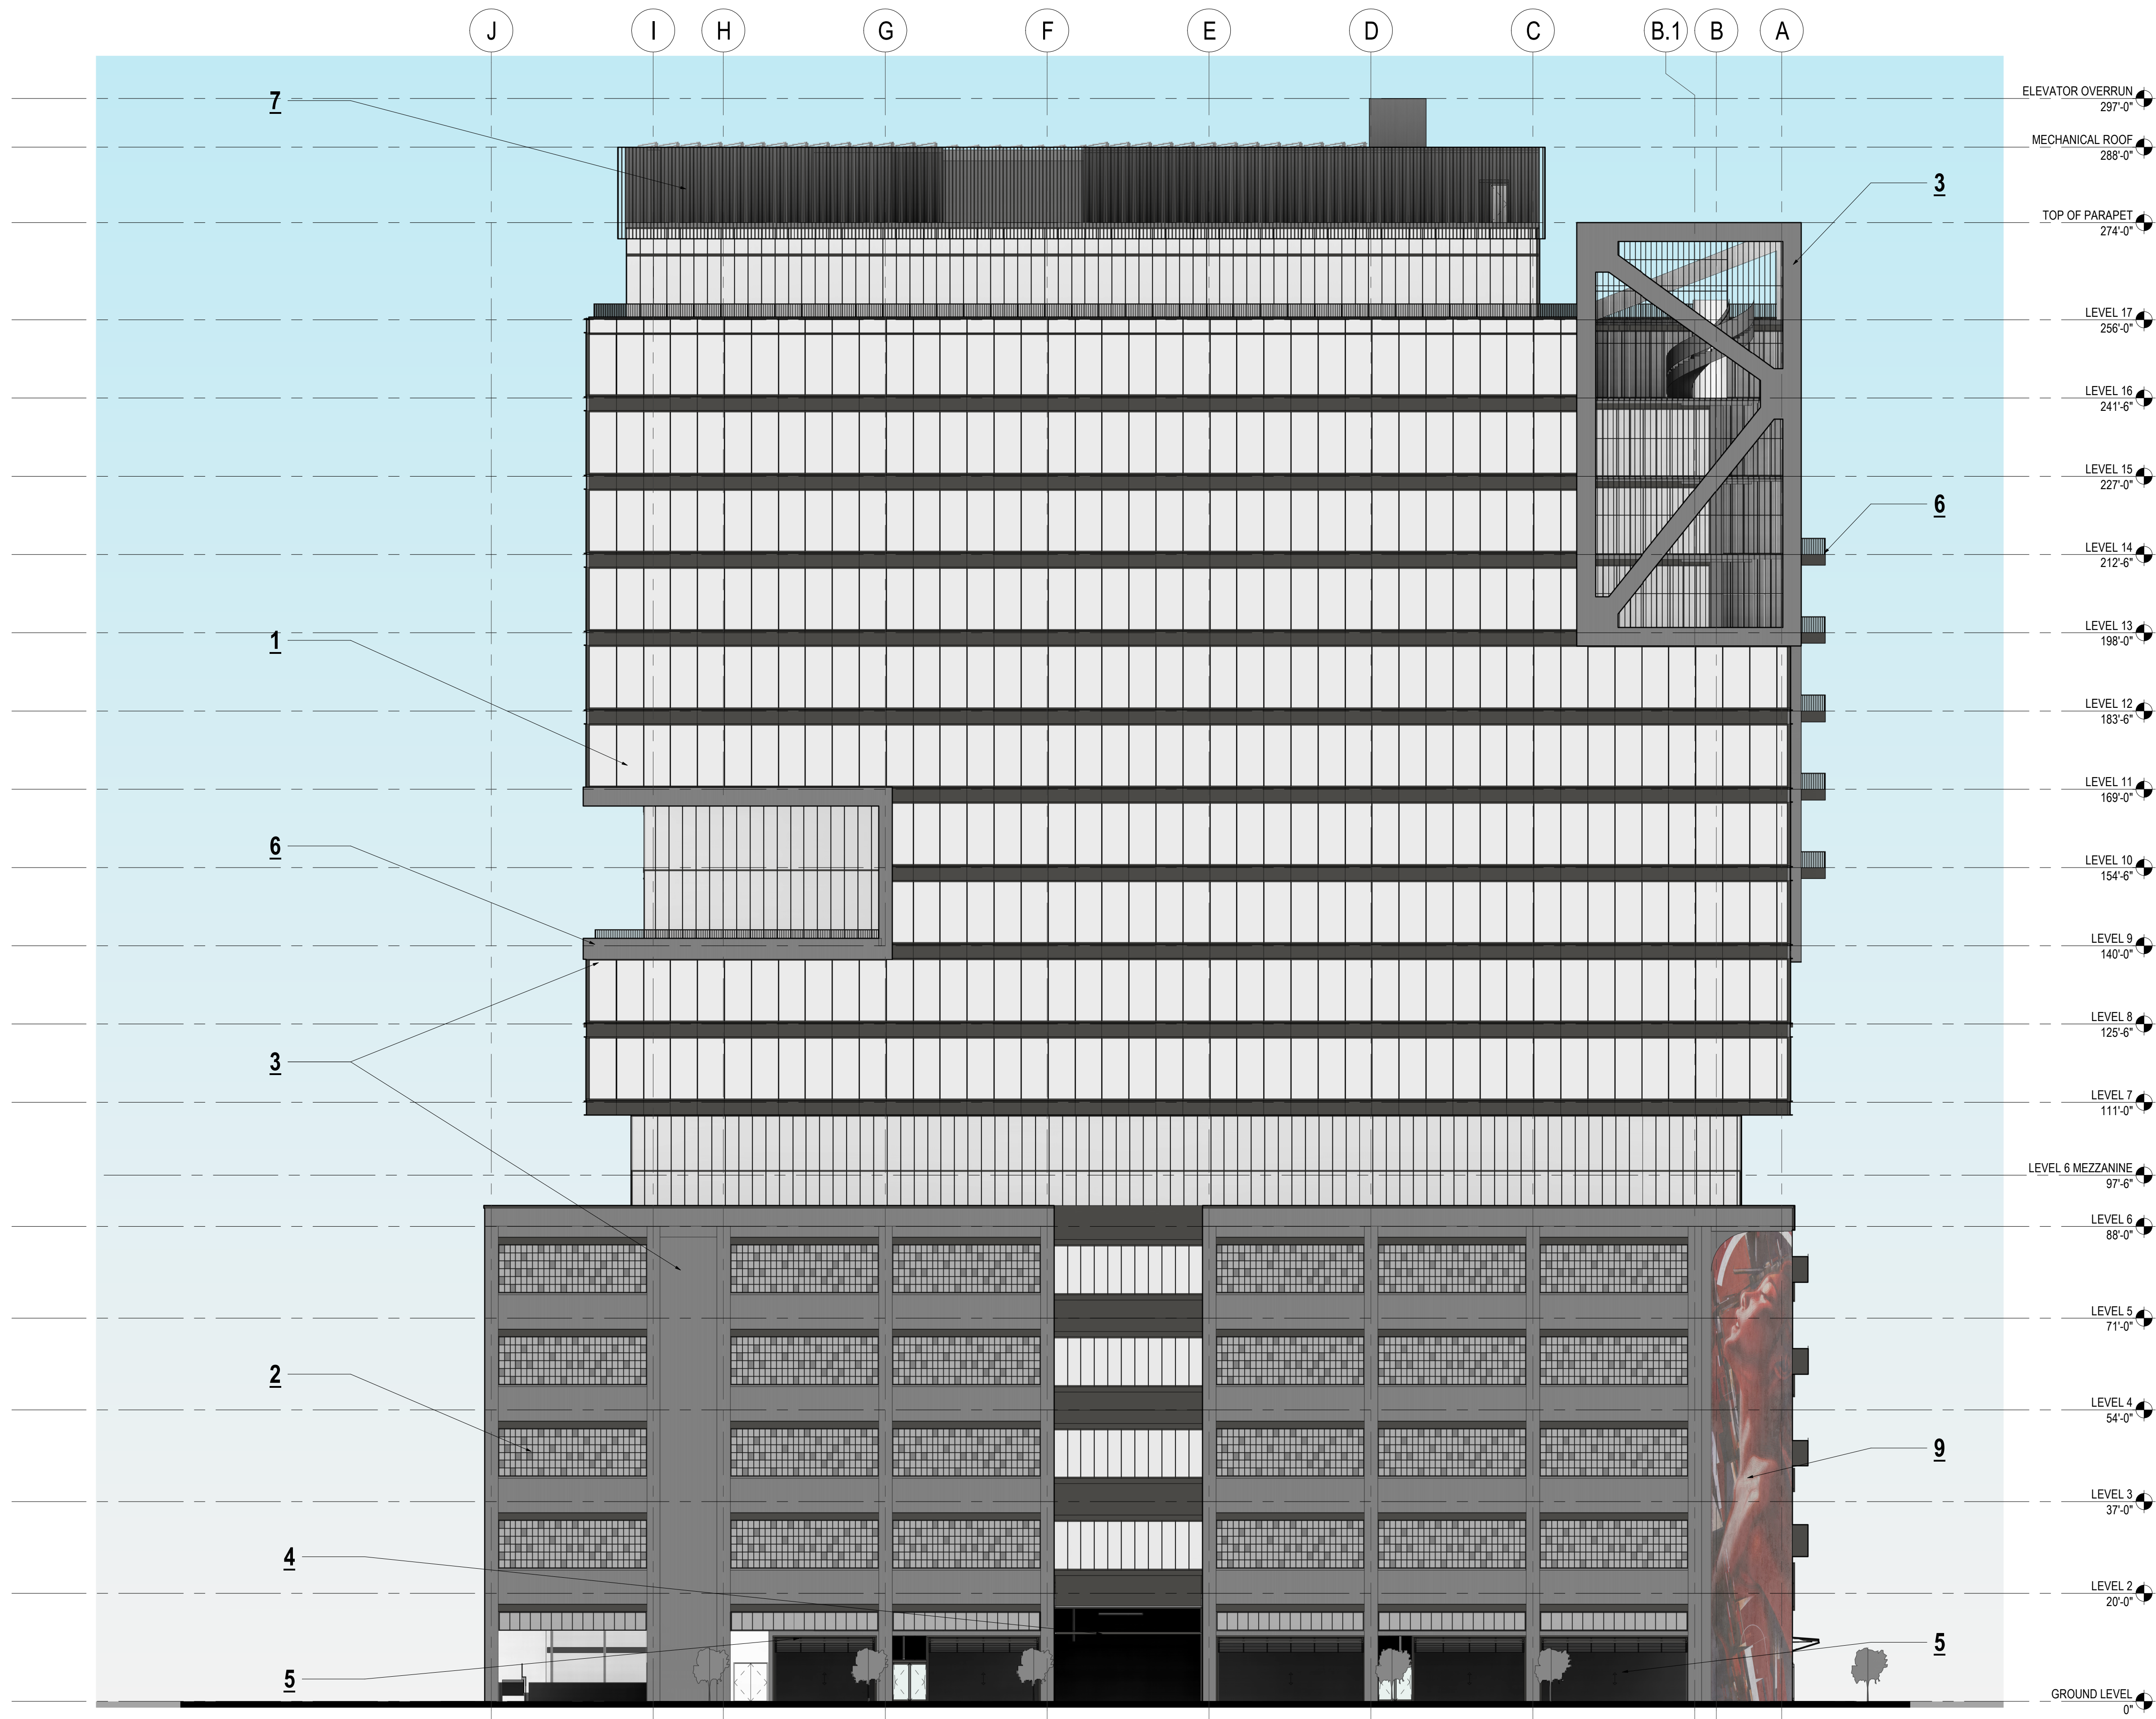 J I H G F E D C B.1 B A
ELEVATOR OVERRUN
297'-0"
7
MECHANICAL ROOF
288'-0"
3
TOP OF PARAPET
274'-0"
LEVEL 17
256'-0"
LEVEL 16
241'-6"
LEVEL 15
227'-0"
6
LEVEL 14
212'-6"
LEVEL 13
198'-0"
1
LEVEL 12
183'-6"
LEVEL 11
169'-0"
6
LEVEL 10
154'-6"
LEVEL 9
140'-0"
LEVEL 8
125'-6"
3
LEVEL 7
111'-0"
LEVEL 6 MEZZANINE
97'-6"
LEVEL 6
88'-0"
LEVEL 5
71'-0"
2
LEVEL 4
54'-0"
9
LEVEL 3
37'-0"
4
LEVEL 2
20'-0"
5
5
GROUND LEVEL
0"